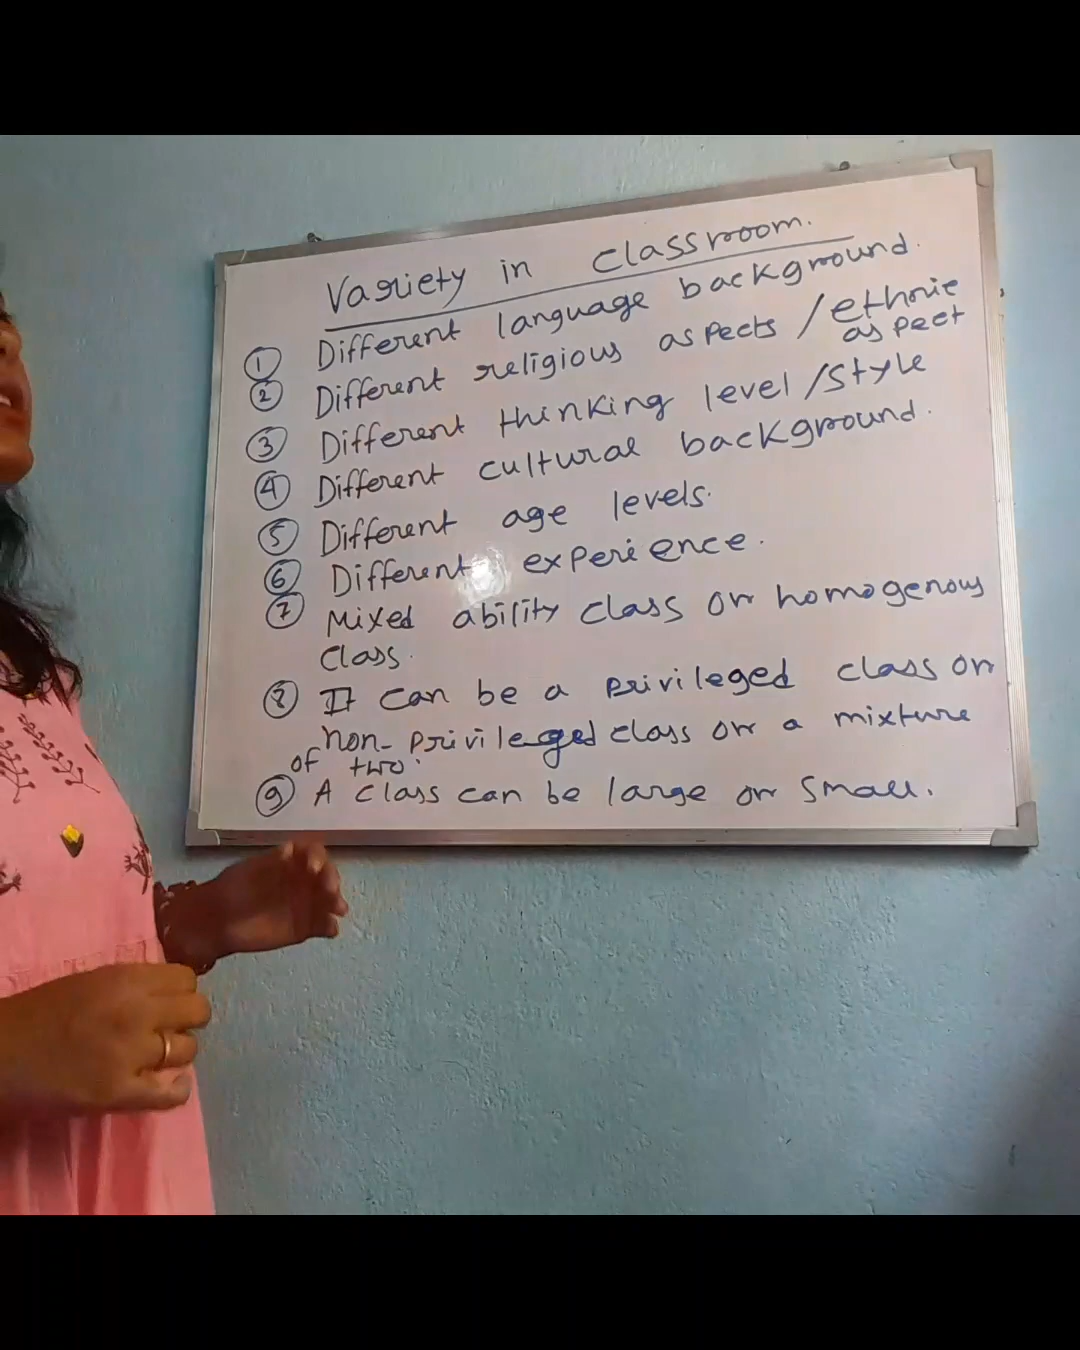 Variety in classroom.
① Different language background.
② Different religious aspects / ethnic
aspect
③ Different thinking level / style
④ Different cultural background.
⑤ Different age levels.
⑥ Different experience.
⑦ Mixed ability class or homogenous
class.
⑧ It can be a privileged class or
non-privileged class or a mixture
of two.
⑨ A class can be large or small.